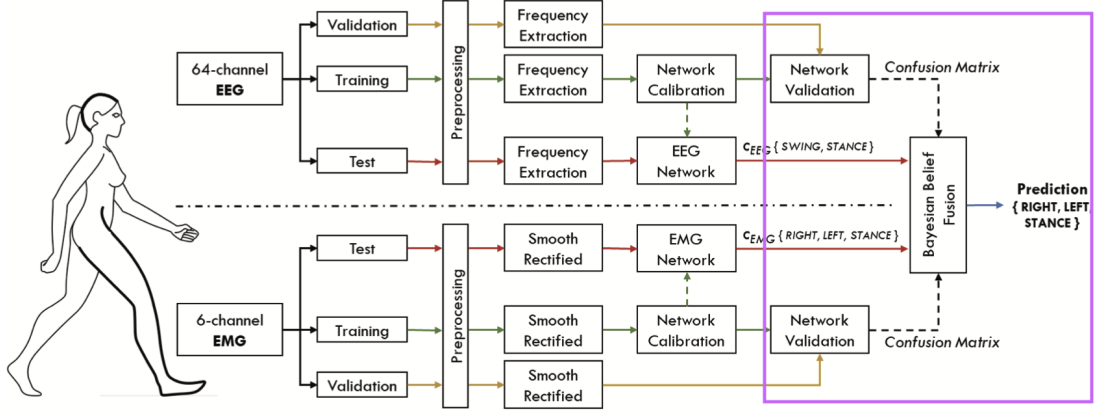 64-channel
EEG
Validation
Training
Test
Preprocessing
Frequency
Extraction
Frequency
Extraction
Frequency
Extraction
Network
Calibration
EEG
Network
Network
Validation
Confusion Matrix
C_EEG { SWING, STANCE }
6-channel
EMG
Test
Training
Validation
Preprocessing
Smooth
Rectified
Smooth
Rectified
Smooth
Rectified
EMG
Network
Network
Calibration
C_EMG { RIGHT, LEFT, STANCE }
Network
Validation
Confusion Matrix
Bayesian Belief
Fusion
Prediction
{ RIGHT, LEFT,
STANCE }